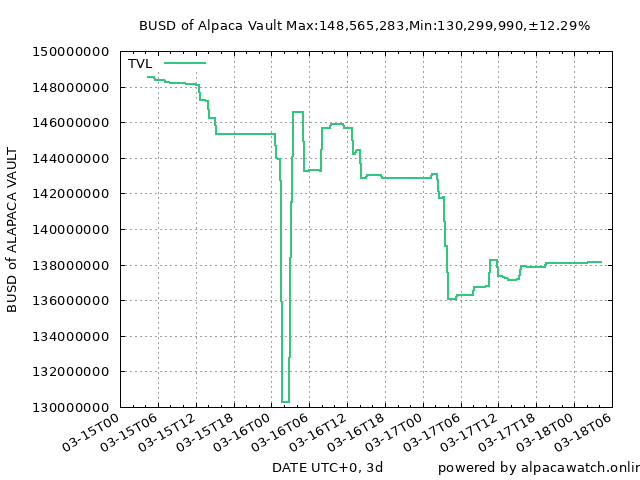 BUSD of Alpaca Vault Max:148,565,283,Min:130,299,990,±12.29%
TVL
150000000
148000000
146000000
144000000
142000000
140000000
138000000
136000000
134000000
132000000
130000000
BUSD of ALAPACA VAULT
03-15T00
03-15T06
03-15T12
03-15T18
03-16T00
03-16T06
03-16T12
03-16T18
03-17T00
03-17T06
03-17T12
03-17T18
03-18T00
03-18T06
DATE UTC+0, 3d
powered by alpacawatch.onlin